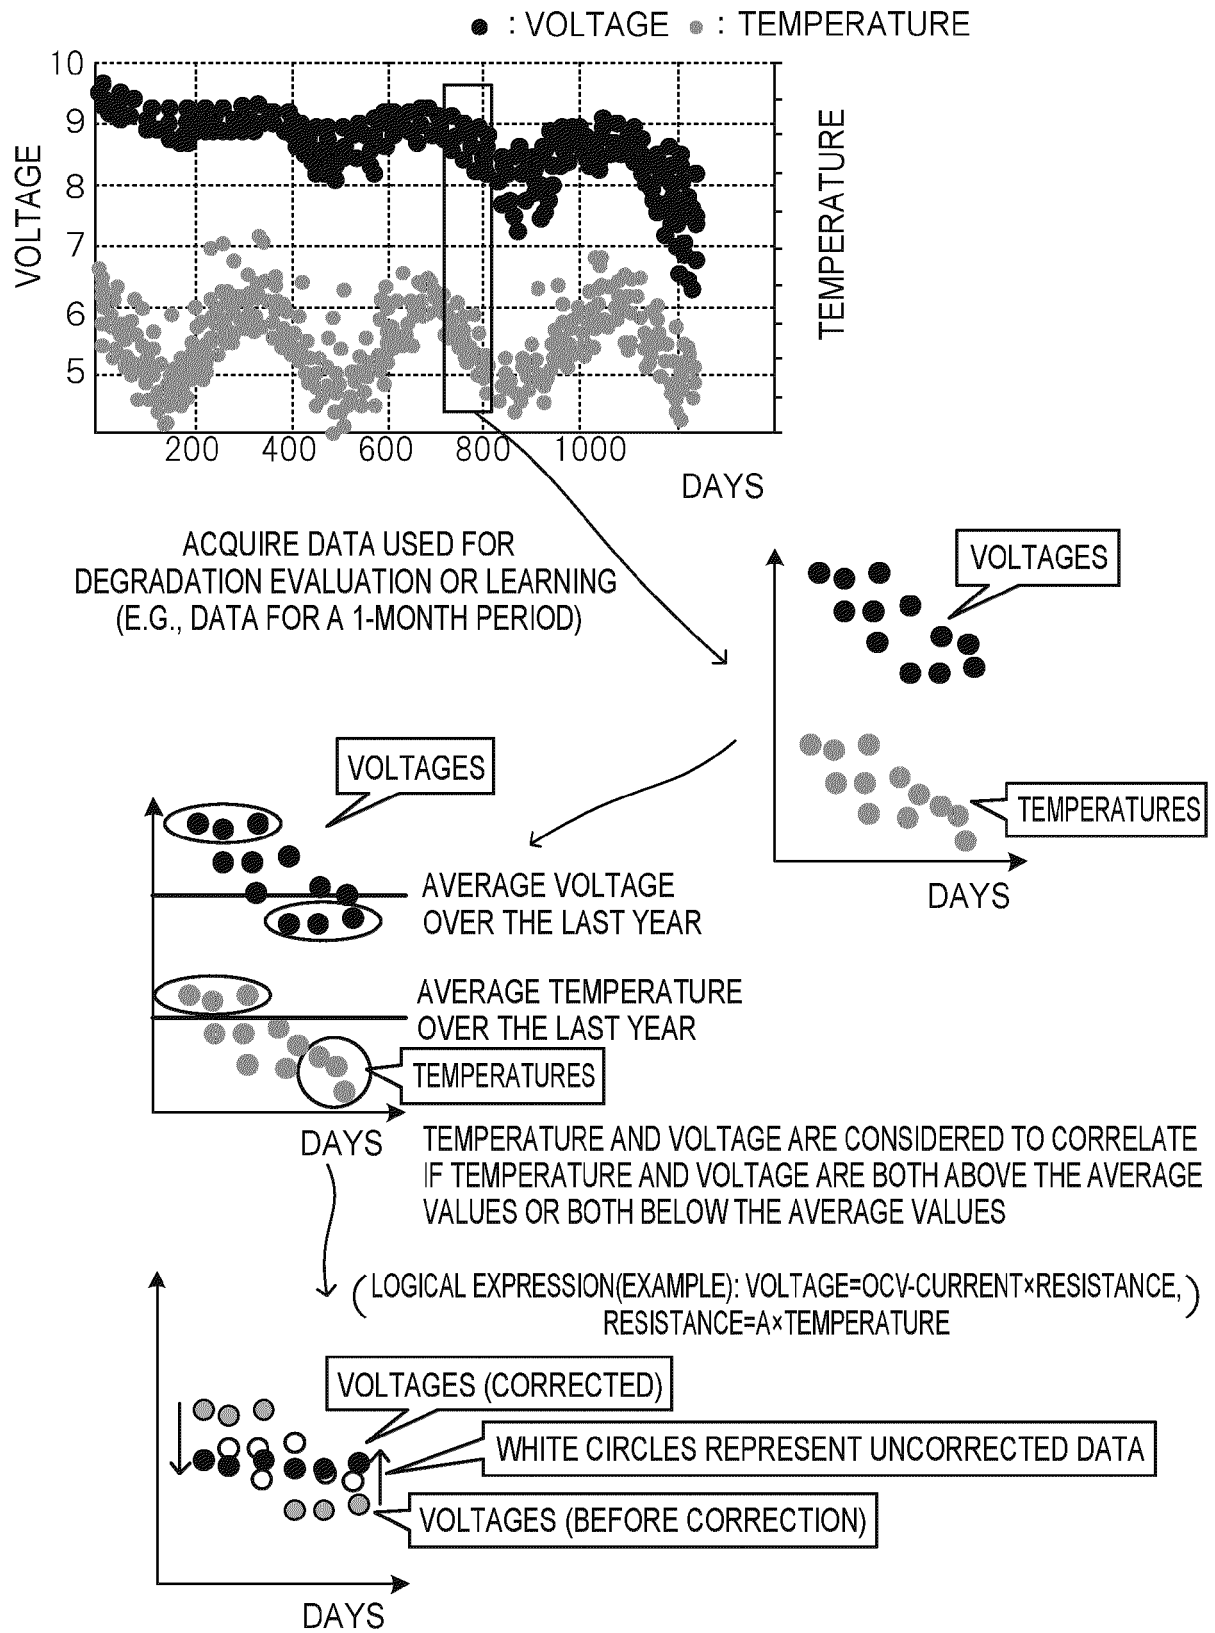 : VOLTAGE : TEMPERATURE
10
9
8
7
6
5
VOLTAGE
TEMPERATURE
200 400 600 800 1000
DAYS
ACQUIRE DATA USED FOR
DEGRADATION EVALUATION OR LEARNING
(E.G., DATA FOR A 1-MONTH PERIOD)
VOLTAGES
TEMPERATURES
DAYS
VOLTAGES
AVERAGE VOLTAGE
OVER THE LAST YEAR
AVERAGE TEMPERATURE
OVER THE LAST YEAR
TEMPERATURES
DAYS
TEMPERATURE AND VOLTAGE ARE CONSIDERED TO CORRELATE
IF TEMPERATURE AND VOLTAGE ARE BOTH ABOVE THE AVERAGE
VALUES OR BOTH BELOW THE AVERAGE VALUES
(LOGICAL EXPRESSION(EXAMPLE): VOLTAGE=OCV-CURRENT×RESISTANCE,
RESISTANCE=A×TEMPERATURE)
VOLTAGES (CORRECTED)
WHITE CIRCLES REPRESENT UNCORRECTED DATA
VOLTAGES (BEFORE CORRECTION)
DAYS